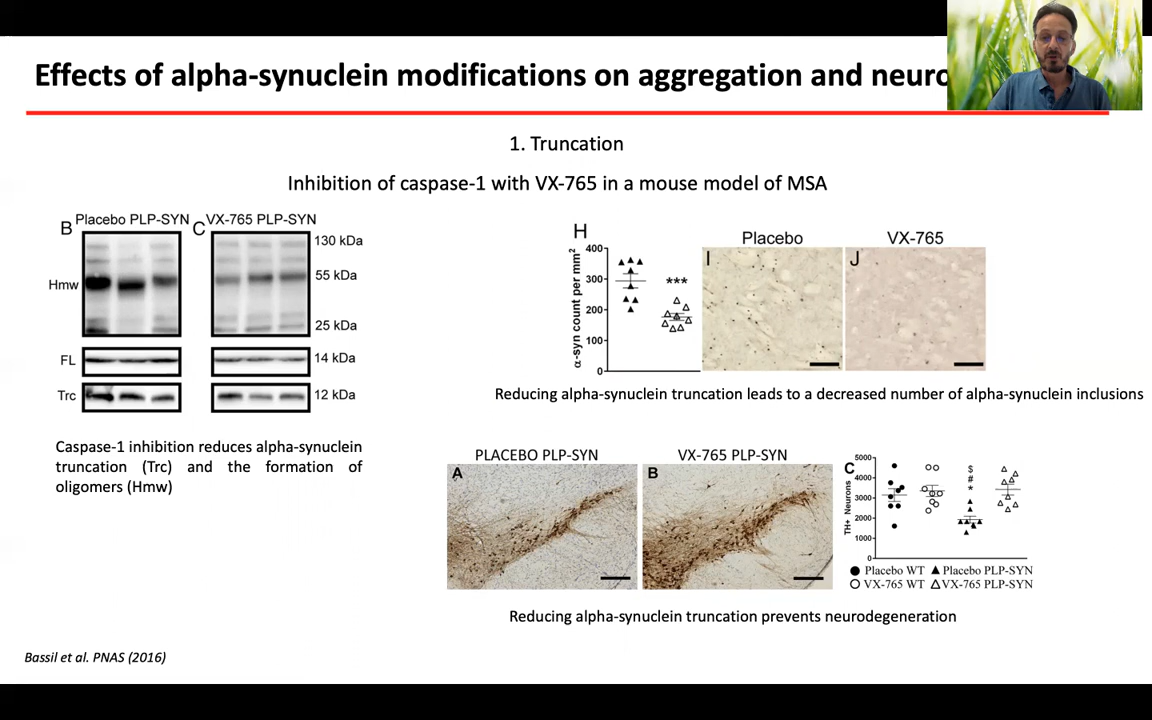 Effects of alpha-synuclein modifications on aggregation and neuro
1. Truncation
Inhibition of caspase-1 with VX-765 in a mouse model of MSA
B Placebo PLP-SYN C VX-765 PLP-SYN
130 kDa
Hmw 55 kDa
25 kDa
FL 14 kDa
Trc 12 kDa
Caspase-1 inhibition reduces alpha-synuclein
truncation (Trc) and the formation of
oligomers (Hmw)
H
α-syn count per mm²
400
300
200
100
0
***
Placebo VX-765
I J
Reducing alpha-synuclein truncation leads to a decreased number of alpha-synuclein inclusions
PLACEBO PLP-SYN VX-765 PLP-SYN
A B C
TH+ Neurons
5000
4000
3000
2000
1000
0
$
#
*
● Placebo WT ▲ Placebo PLP-SYN
○ VX-765 WT △ VX-765 PLP-SYN
Reducing alpha-synuclein truncation prevents neurodegeneration
Bassil et al. PNAS (2016)